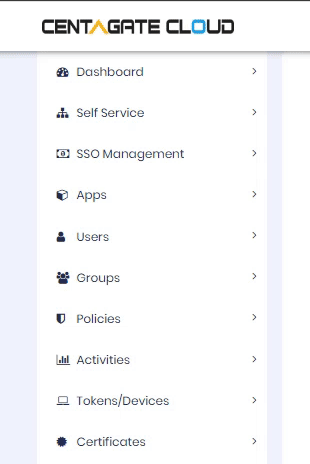 CENTAGATE CLOUD
Dashboard
Self Service
SSO Management
Apps
Users
Groups
Policies
Activities
Tokens/Devices
Certificates